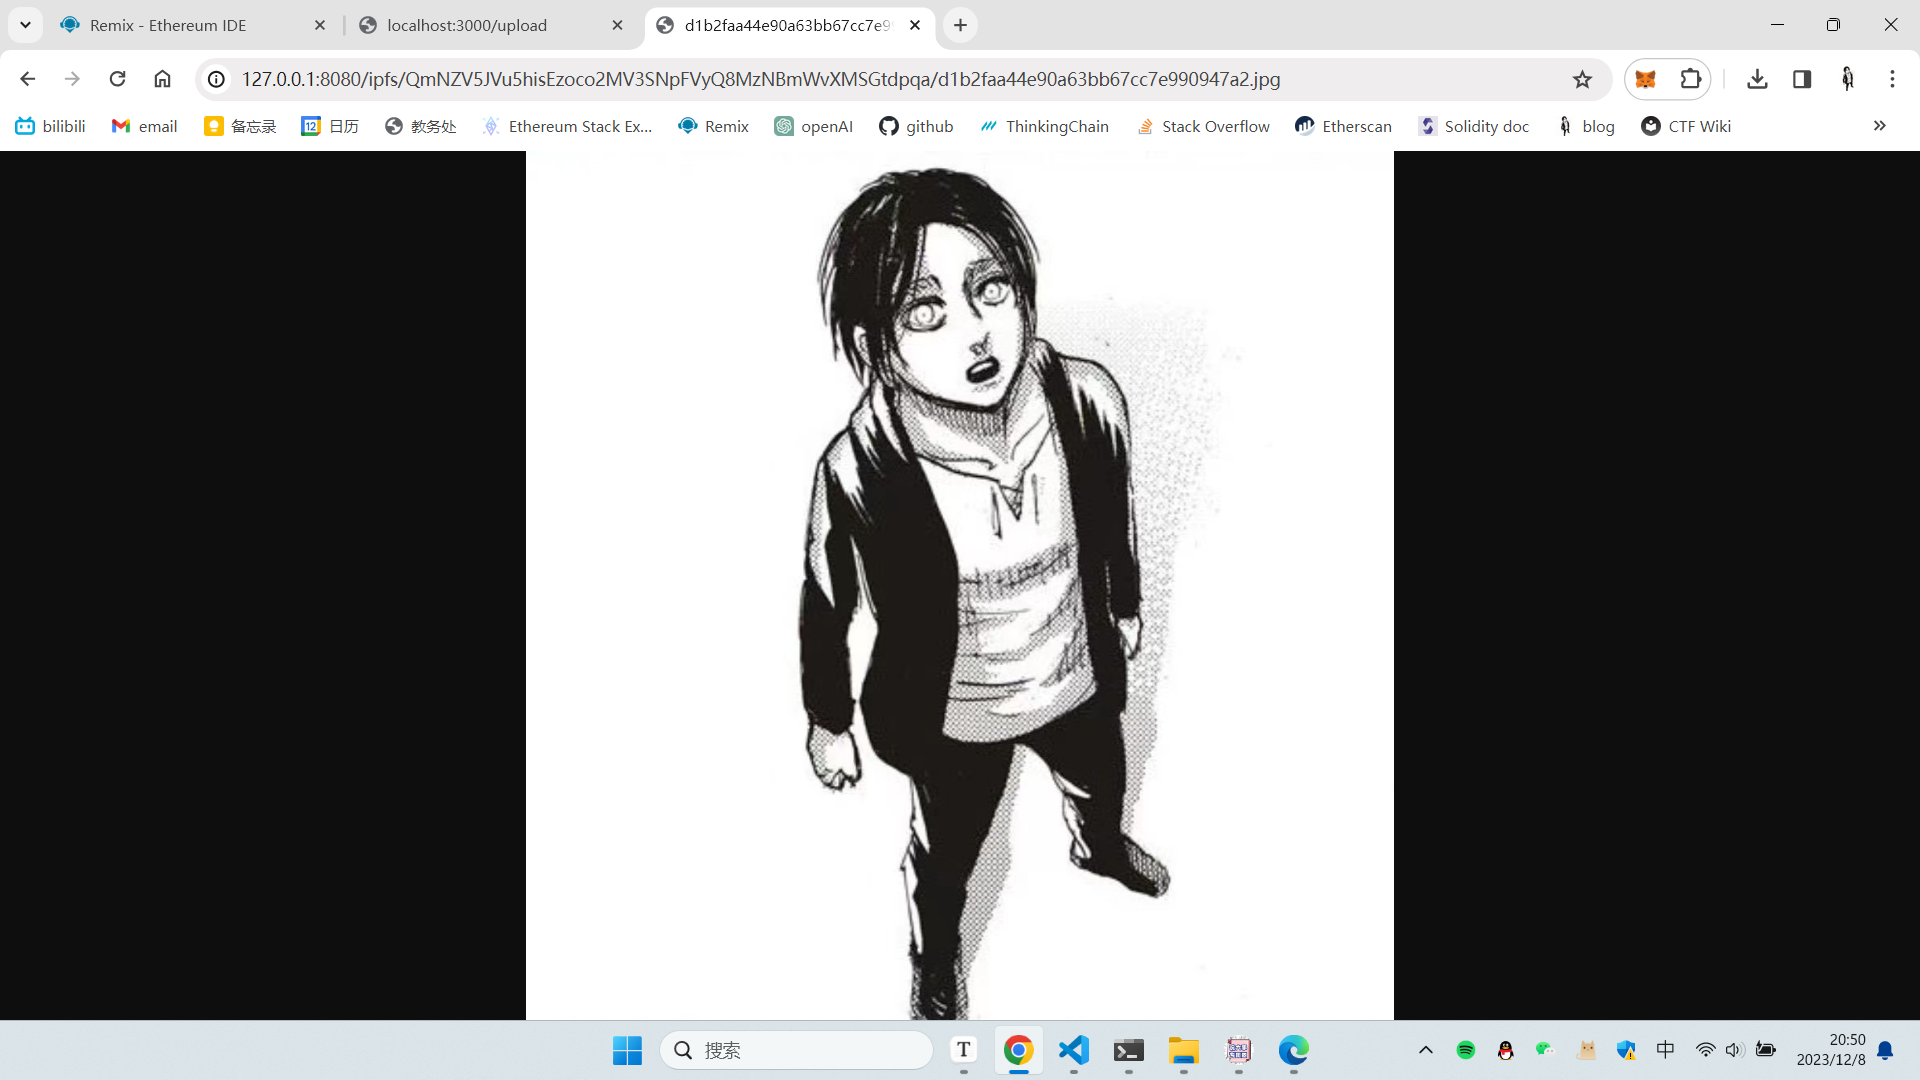 Remix - Ethereum IDE
localhost:3000/upload
d1b2faa44e90a63bb67cc7e9
127.0.0.1:8080/ipfs/QmNZV5JVu5hisEzoco2MV3SNpFVyQ8MzNBmWvXMSGtdpqa/d1b2faa44e90a63bb67cc7e990947a2.jpg
bilibili
email
备忘录
12
日历
教务处
Ethereum Stack Ex...
Remix
openAI
github
ThinkingChain
Stack Overflow
Etherscan
Solidity doc
blog
CTF Wiki
搜索
T
中
20:50
2023/12/8